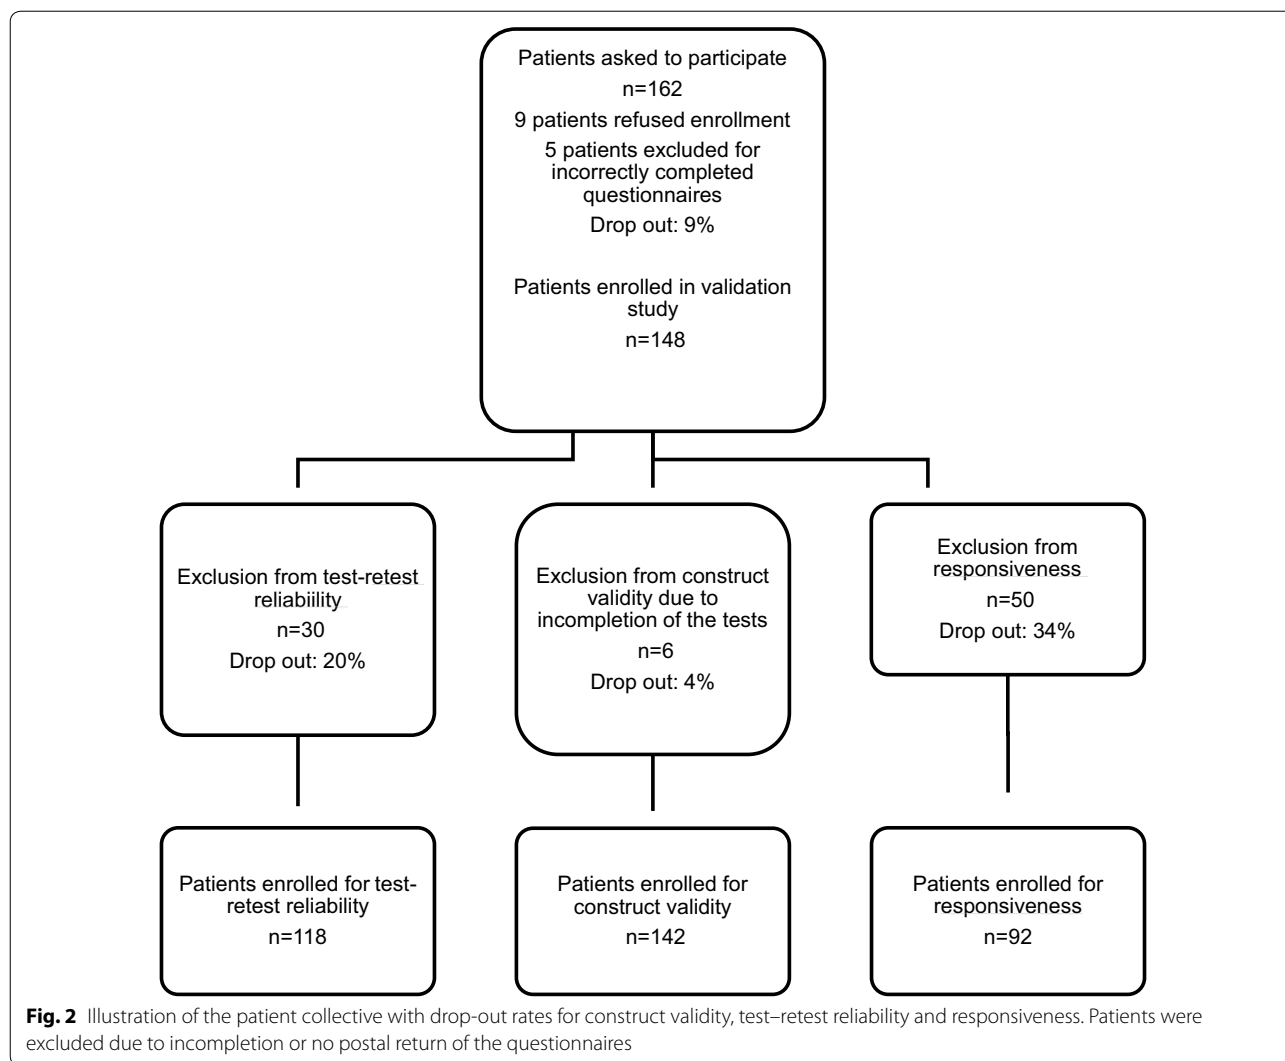 Patients asked to participate
n=162
9 patients refused enrollment
5 patients excluded for
incorrectly completed
questionnaires
Drop out: 9%
Patients enrolled in validation
study
n=148
Exclusion from test-retest
reliabiility
n=30
Drop out: 20%
Exclusion from construct
validity due to
incompletion of the tests
n=6
Drop out: 4%
Exclusion from
responsiveness
n=50
Drop out: 34%
Patients enrolled for test-
retest reliability
n=118
Patients enrolled for
construct validity
n=142
Patients enrolled for
responsiveness
n=92
Fig. 2 Illustration of the patient collective with drop-out rates for construct validity, test–retest reliability and responsiveness. Patients were
excluded due to incompletion or no postal return of the questionnaires